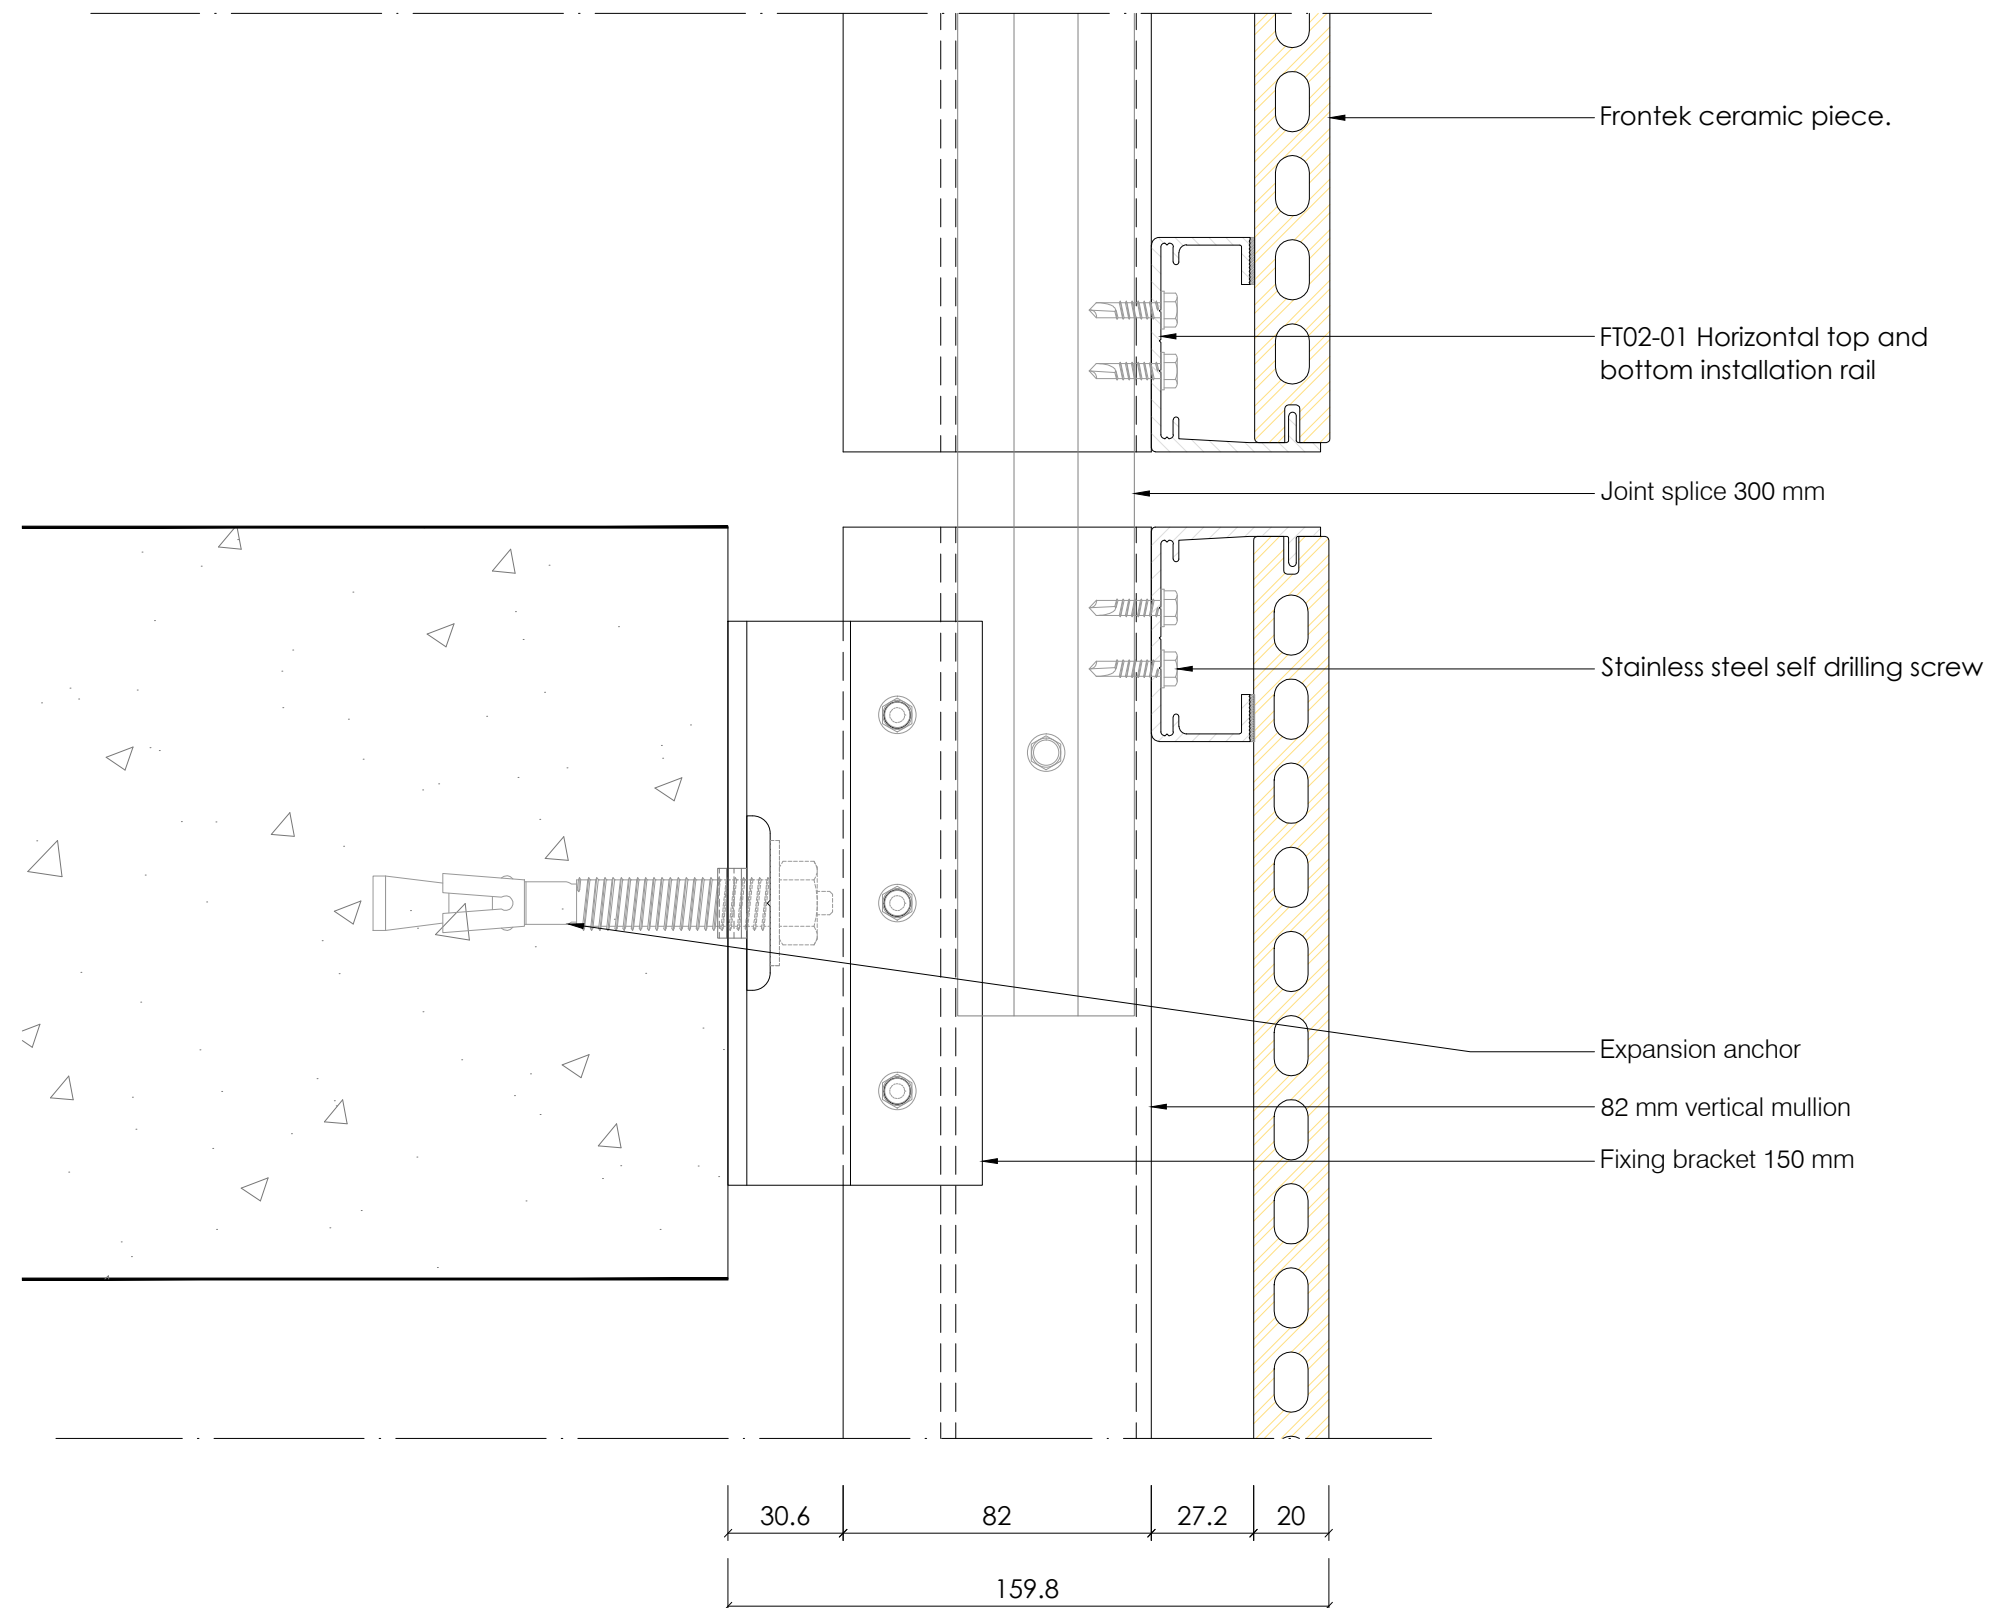 Frontek ceramic piece.
FT02-01 Horizontal top and
bottom installation rail
Joint splice 300 mm
Stainless steel self drilling screw
Expansion anchor
82 mm vertical mullion
Fixing bracket 150 mm
30.6
82
27.2
20
159.8